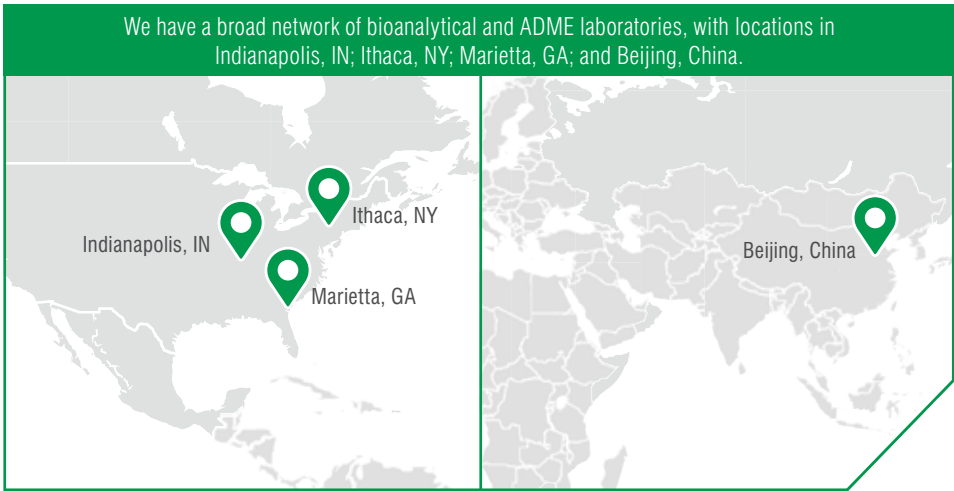 We have a broad network of bioanalytical and ADME laboratories, with locations in
Indianapolis, IN; Ithaca, NY; Marietta, GA; and Beijing, China.
Ithaca, NY
Indianapolis, IN
Marietta, GA
Beijing, China